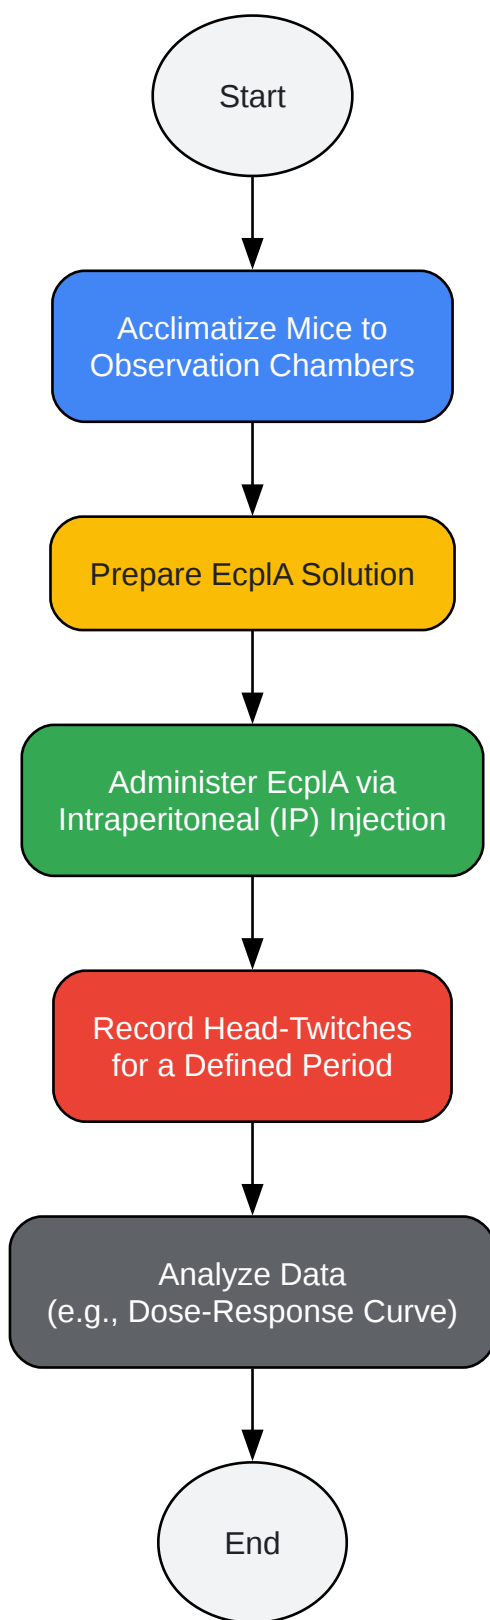 Start
Acclimatize Mice to
Observation Chambers
Prepare EcplA Solution
Administer EcplA via
Intraperitoneal (IP) Injection
Record Head-Twitches
for a Defined Period
Analyze Data
(e.g., Dose-Response Curve)
End